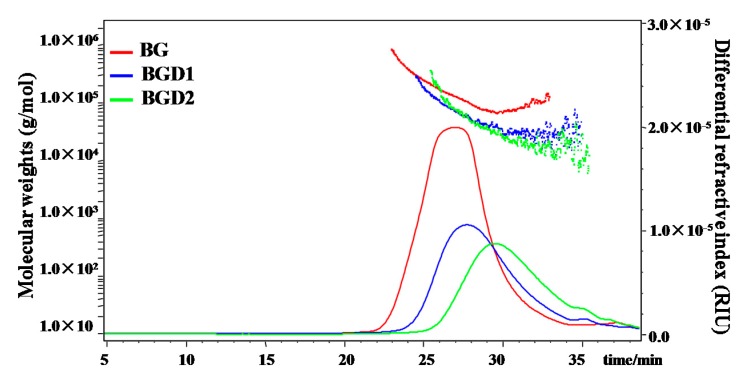 Molecular weights (g/mol)
1.0×10⁶
1.0×10⁵
1.0×10⁴
1.0×10³
1.0×10²
1.0×10
BG
BGD1
BGD2
3.0×10⁻⁵
2.0×10⁻⁵
1.0×10⁻⁵
0.0
Differential refractive index (RIU)
5 10 15 20 25 30 35 time/min